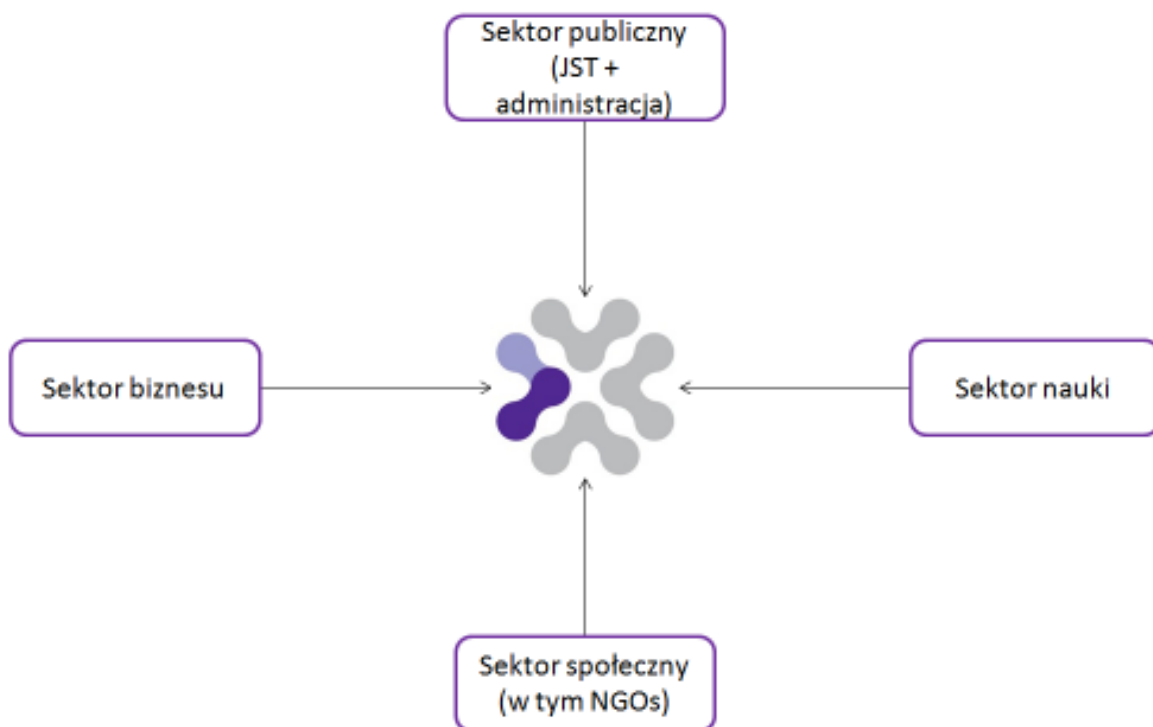 Sektor publiczny
(JST +
administracja)
Sektor biznesu
Sektor nauki
Sektor społeczny
(w tym NGOs)